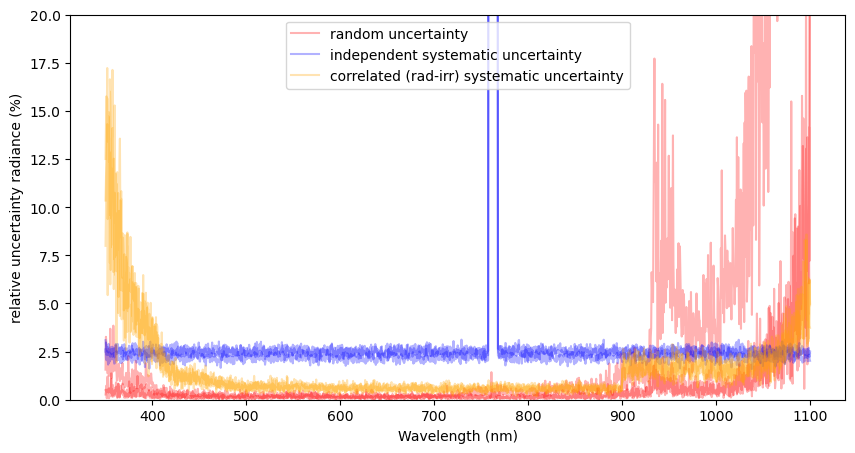 20.0
17.5
15.0
12.5
10.0
7.5
5.0
2.5
0.0
relative uncertainty radiance (%)
random uncertainty
independent systematic uncertainty
correlated (rad-irr) systematic uncertainty
400 500 600 700 800 900 1000 1100
Wavelength (nm)